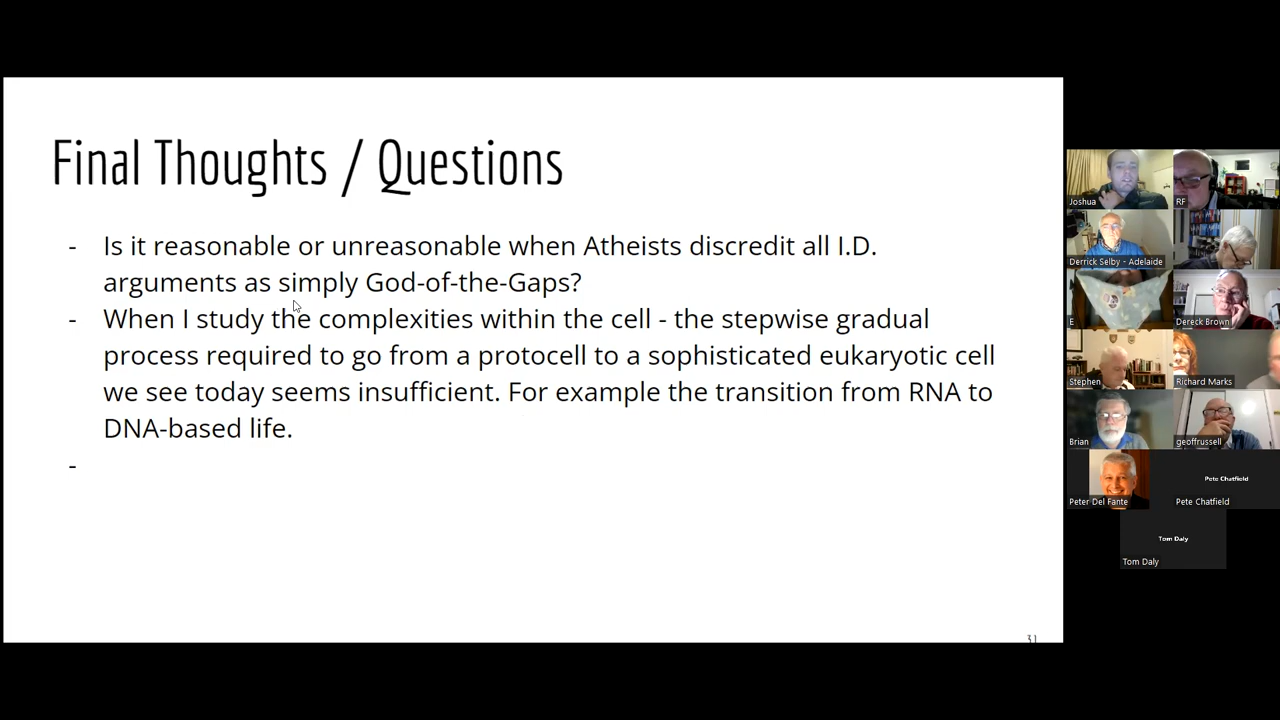 Final Thoughts / Questions
- Is it reasonable or unreasonable when Atheists discredit all I.D.
arguments as simply God-of-the-Gaps?
- When I study the complexities within the cell - the stepwise gradual
process required to go from a protocell to a sophisticated eukaryotic cell
we see today seems insufficient. For example the transition from RNA to
DNA-based life.
-
31
Joshua
RF
Derrick Selby - Adelaide
E
Dereck Brown
Stephen
Richard Marks
Brian
geoffrussell
Peter Del Fante
Pete Chatfield
Pete Chatfield
Tom Daly
Tom Daly